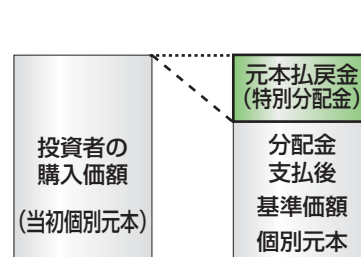 投資者の
購入価額
（当初個別元本）
元本払戻金
（特別分配金）
分配金
支払後
基準価額
個別元本